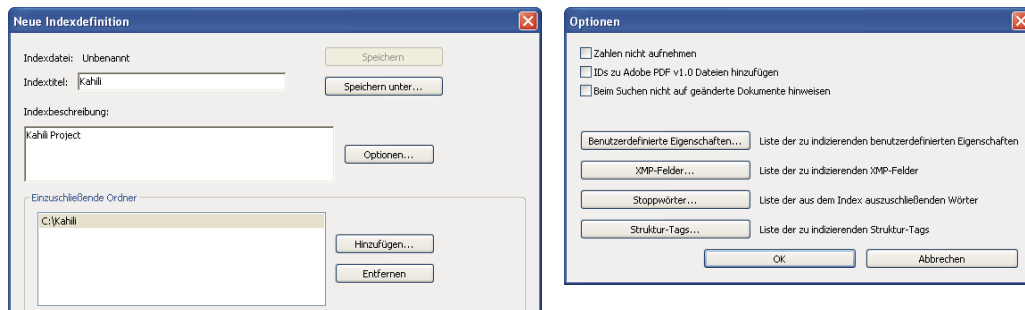 Neue Indexdefinition
Indexdatei: Unbenannt
Speichern
Indextitel: Kahili
Speichern unter...
Indexbeschreibung:
Kahili Project
Optionen...
Einzuschließende Ordner
C:\Kahili
Hinzufügen...
Entfernen
Optionen
Zahlen nicht aufnehmen
IDs zu Adobe PDF v1.0 Dateien hinzufügen
Beim Suchen nicht auf geänderte Dokumente hinweisen
Benutzerdefinierte Eigenschaften... Liste der zu indizierenden benutzerdefinierten Eigenschaften
XMP-Felder... Liste der zu indizierenden XMP-Felder
Stoppwörter... Liste der aus dem Index auszuschließenden Wörter
Struktur-Tags... Liste der zu indizierenden Struktur-Tags
OK Abbrechen